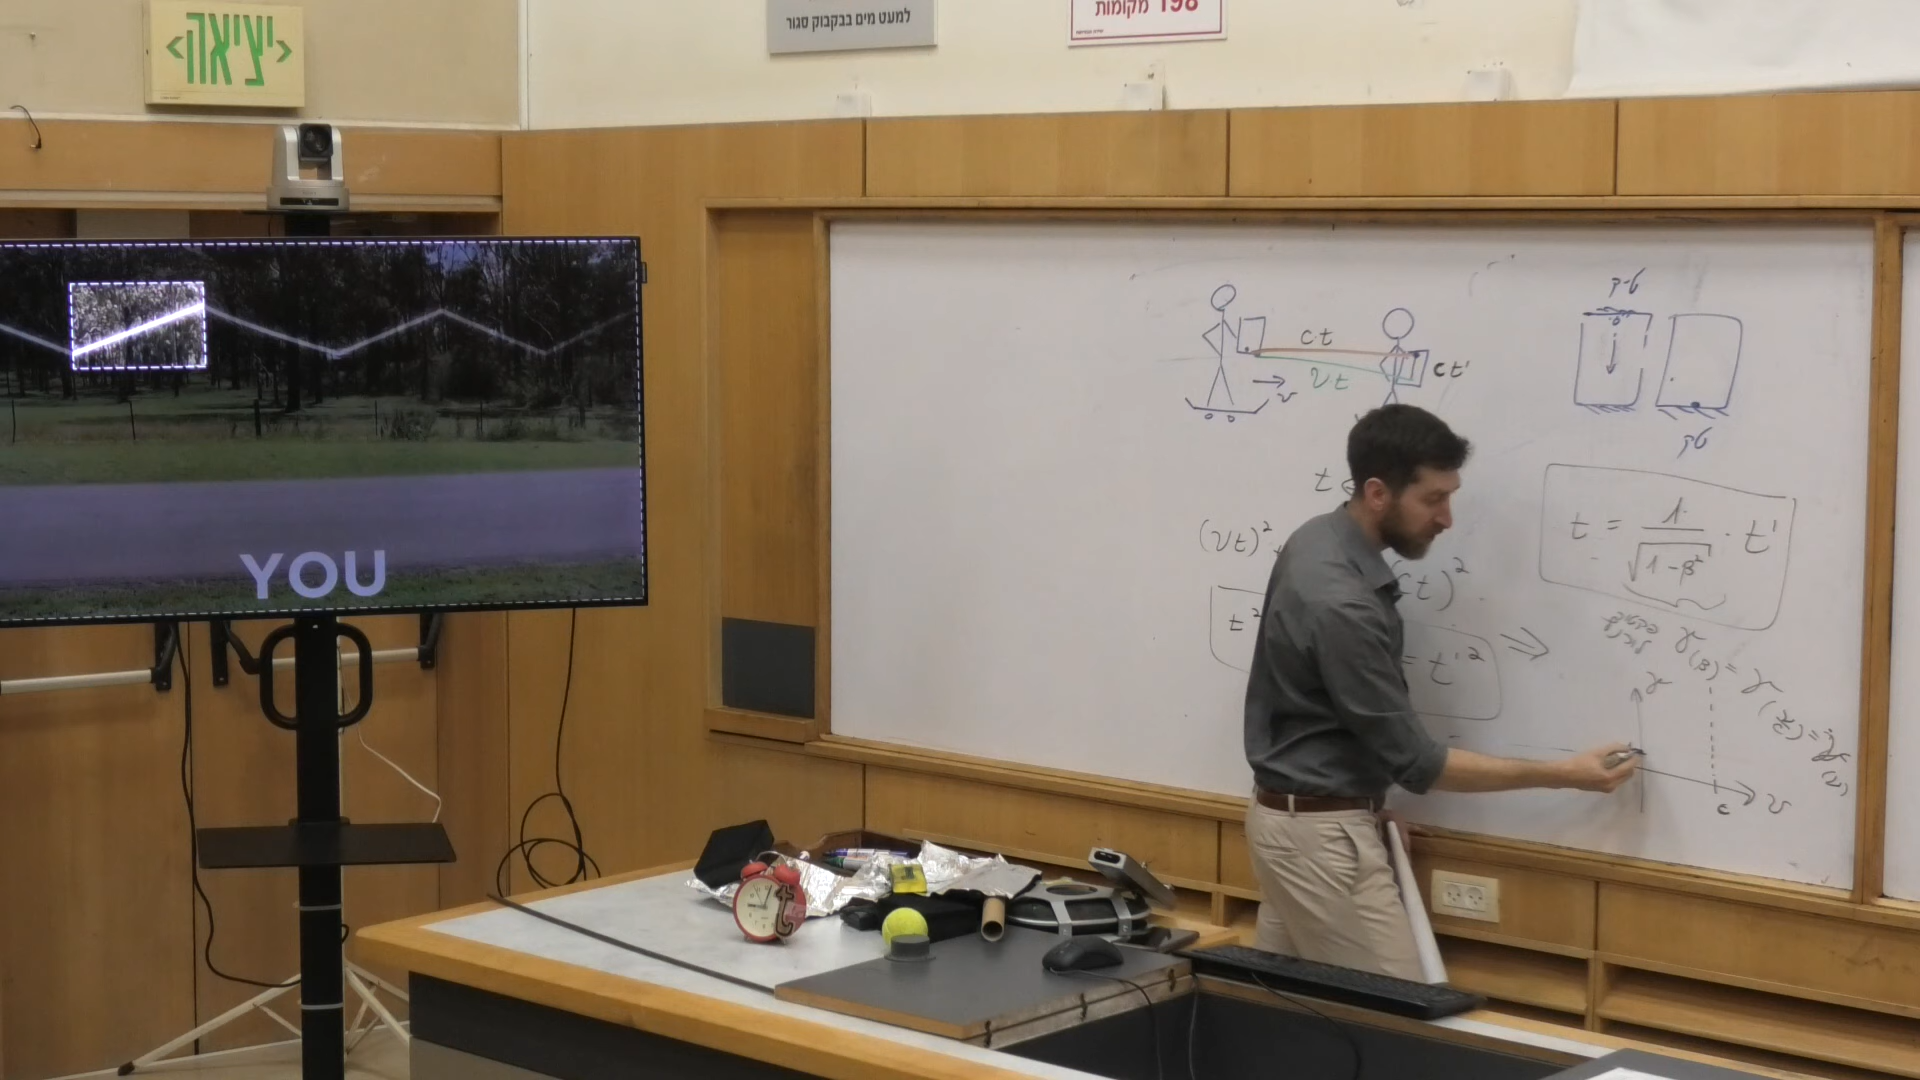 <יציאה>
למעט מים בבקבוק סגור
198 מקומות
YOU
ct
vt
ct'
v
טיק
טק
t
t = 1/√(1-β²) · t'
(vt)²
(ct)²
t²
= t'²
⇒
γ(β) = γ
γ
c
v